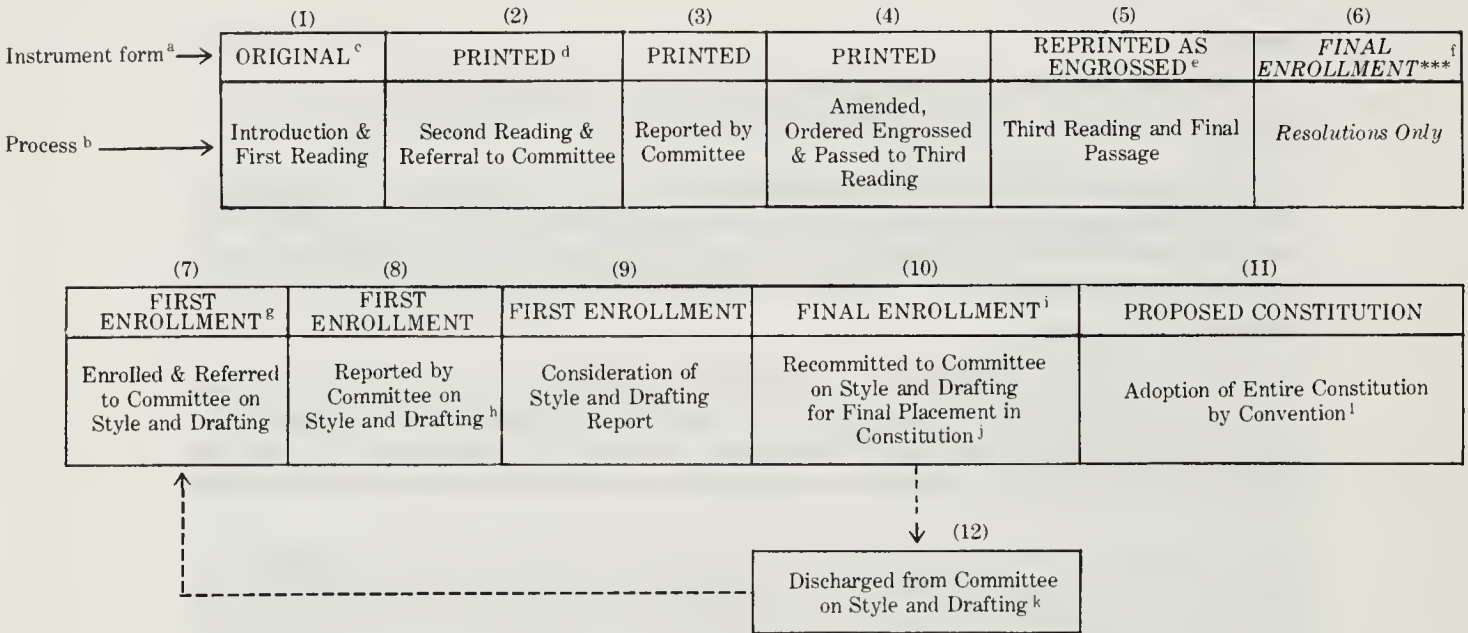 (1) (2) (3) (4) (5) (6)
Instrument form a ORIGINAL c PRINTED d PRINTED PRINTED REPRINTED AS ENGROSSED e FINAL ENROLLMENT*** f
Process b Introduction & First Reading Second Reading & Referral to Committee Reported by Committee Amended, Ordered Engrossed & Passed to Third Reading Third Reading and Final Passage Resolutions Only
(7) (8) (9) (10) (11)
FIRST ENROLLMENT g FIRST ENROLLMENT FIRST ENROLLMENT FINAL ENROLLMENT i PROPOSED CONSTITUTION
Enrolled & Referred to Committee on Style and Drafting Reported by Committee on Style and Drafting h Consideration of Style and Drafting Report Recommitted to Committee on Style and Drafting for Final Placement in Constitution j Adoption of Entire Constitution by Convention l
(12)
Discharged from Committee
on Style and Drafting k